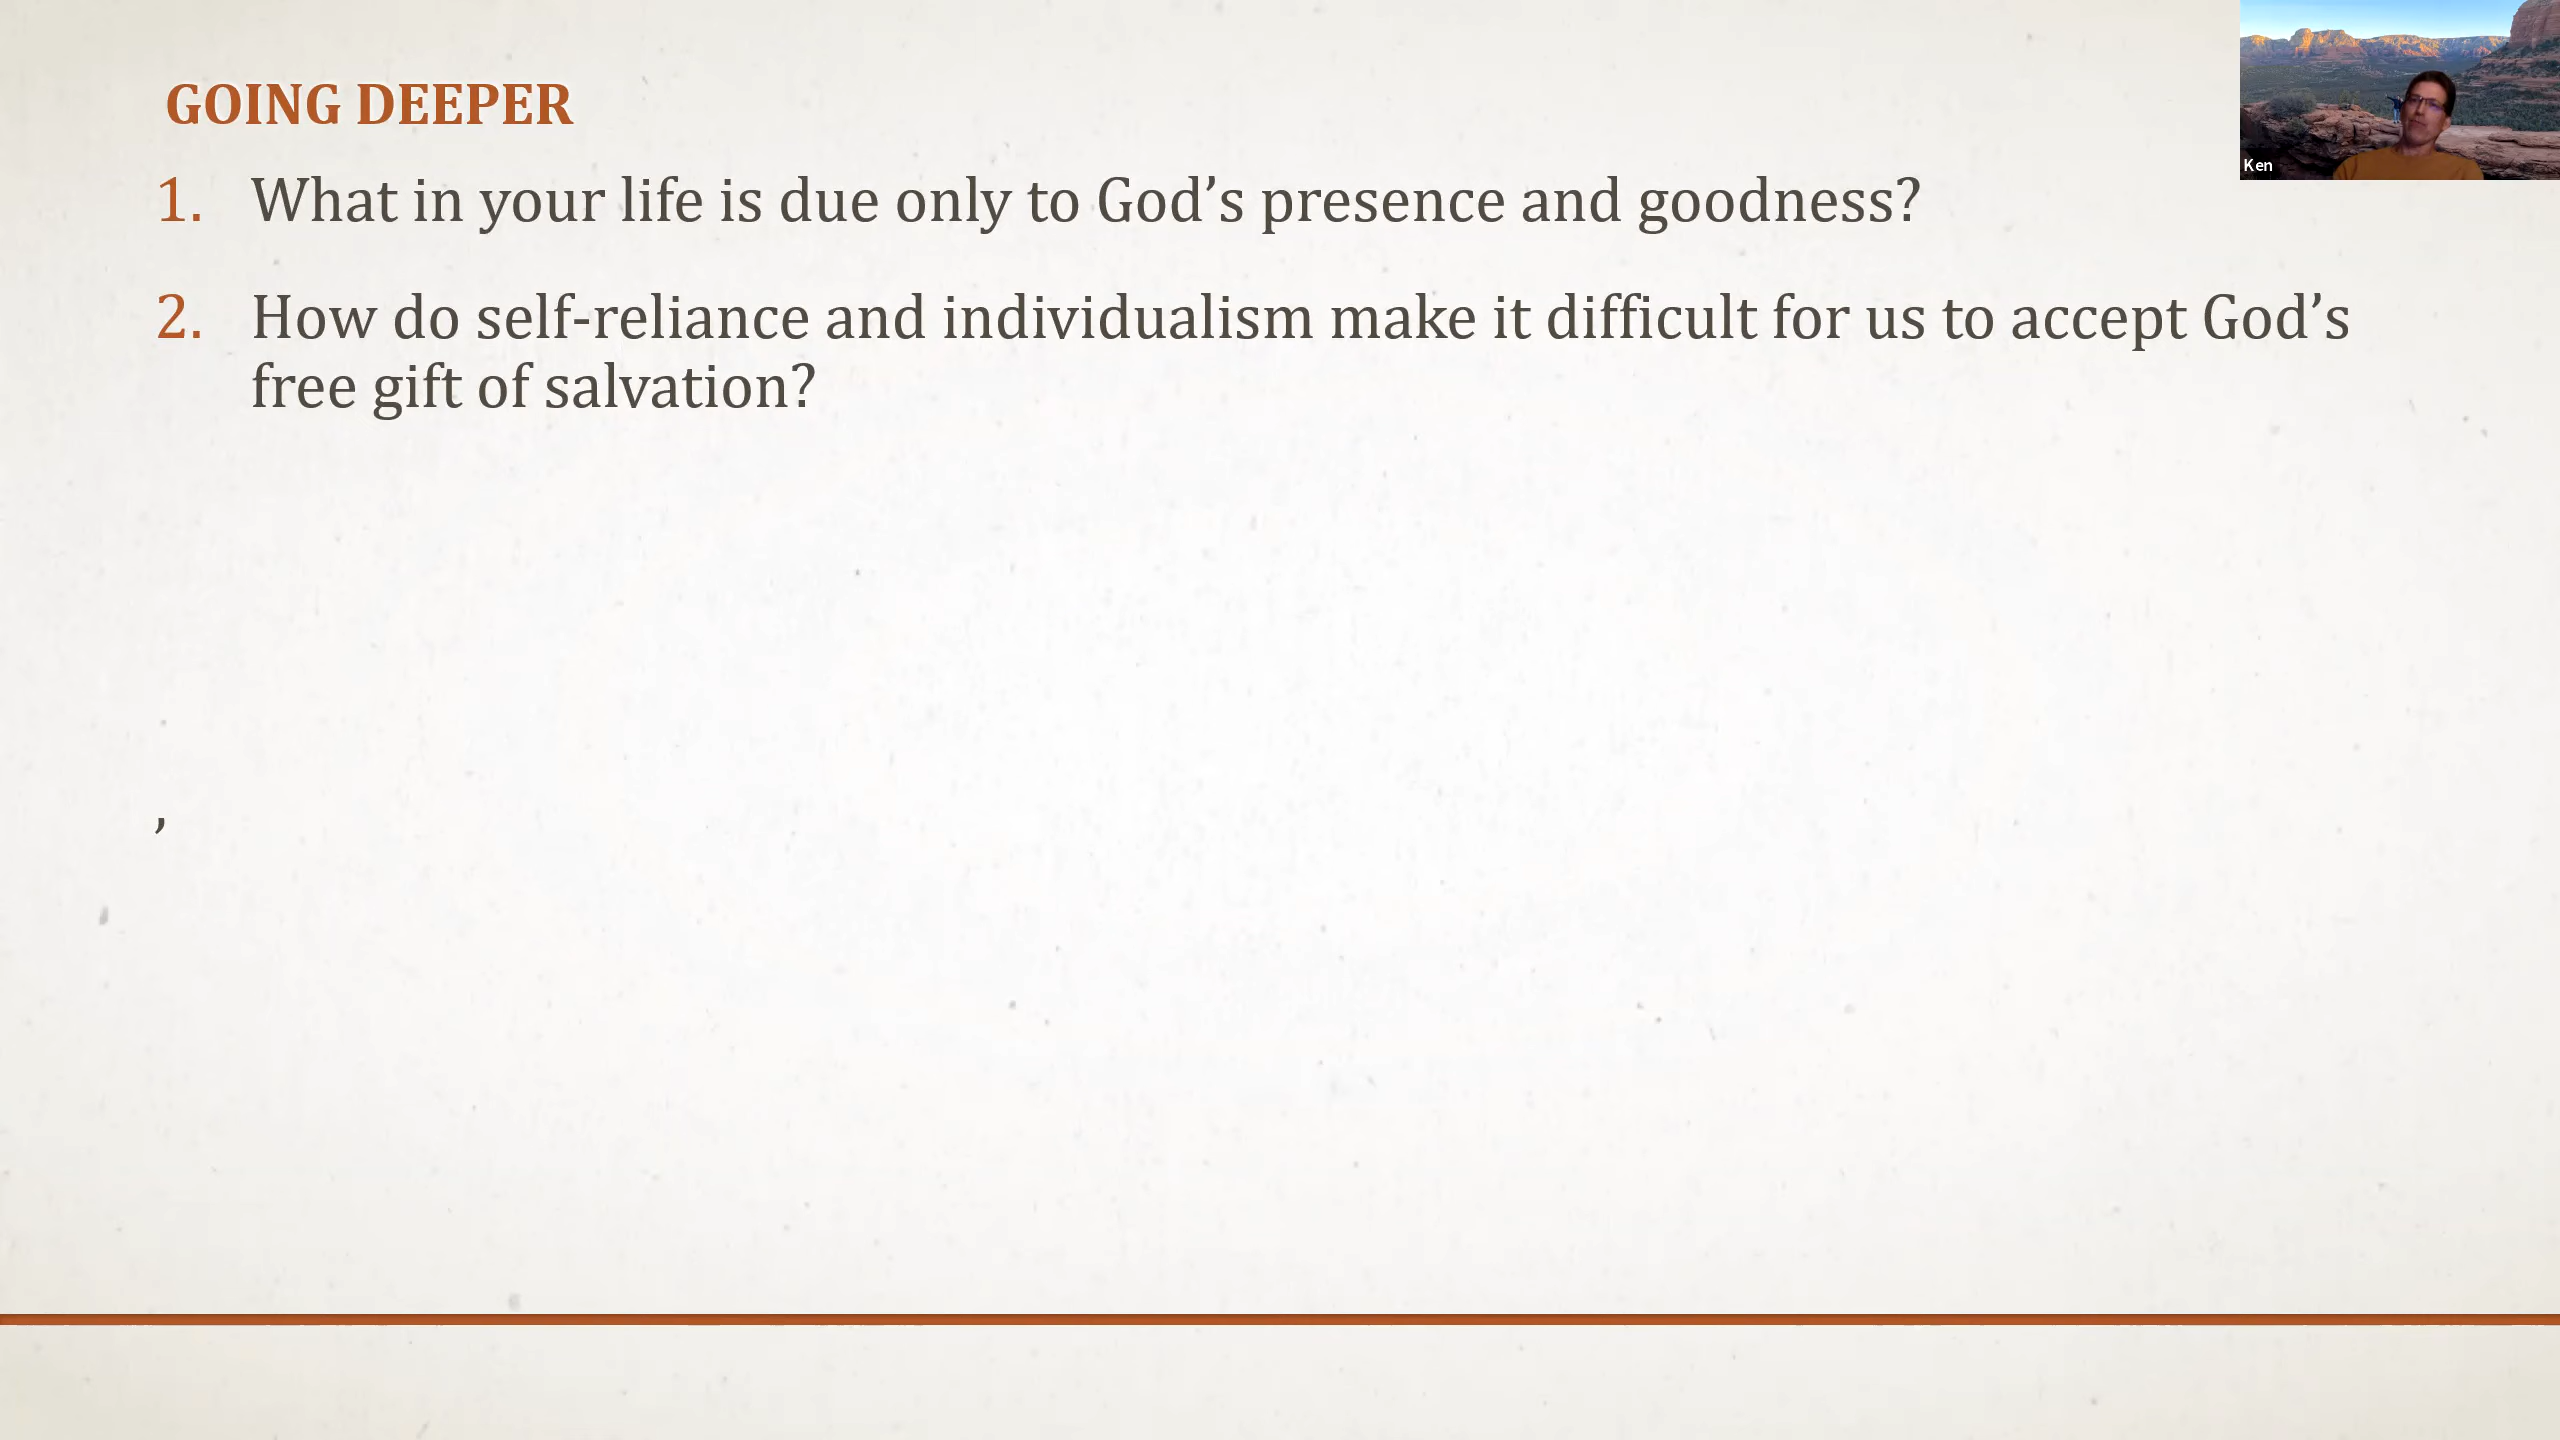 GOING DEEPER
Ken
1. What in your life is due only to God’s presence and goodness?
2. How do self-reliance and individualism make it difficult for us to accept God’s
free gift of salvation?
,